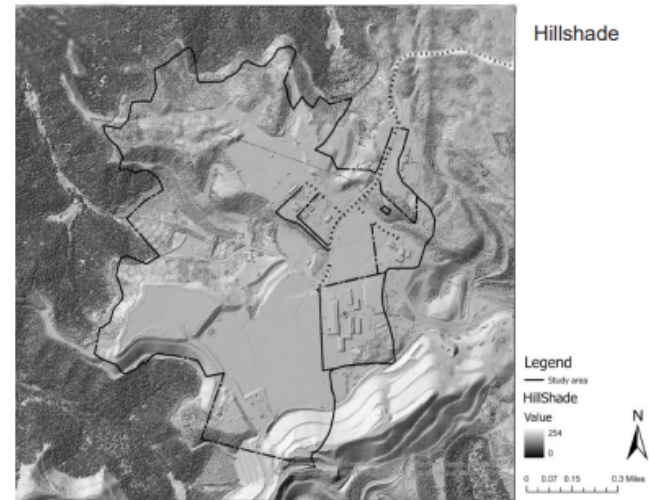 Hillshade
Legend
Study area
HillShade
Value
254
0
N
0 0.07 0.15 0.3 Miles